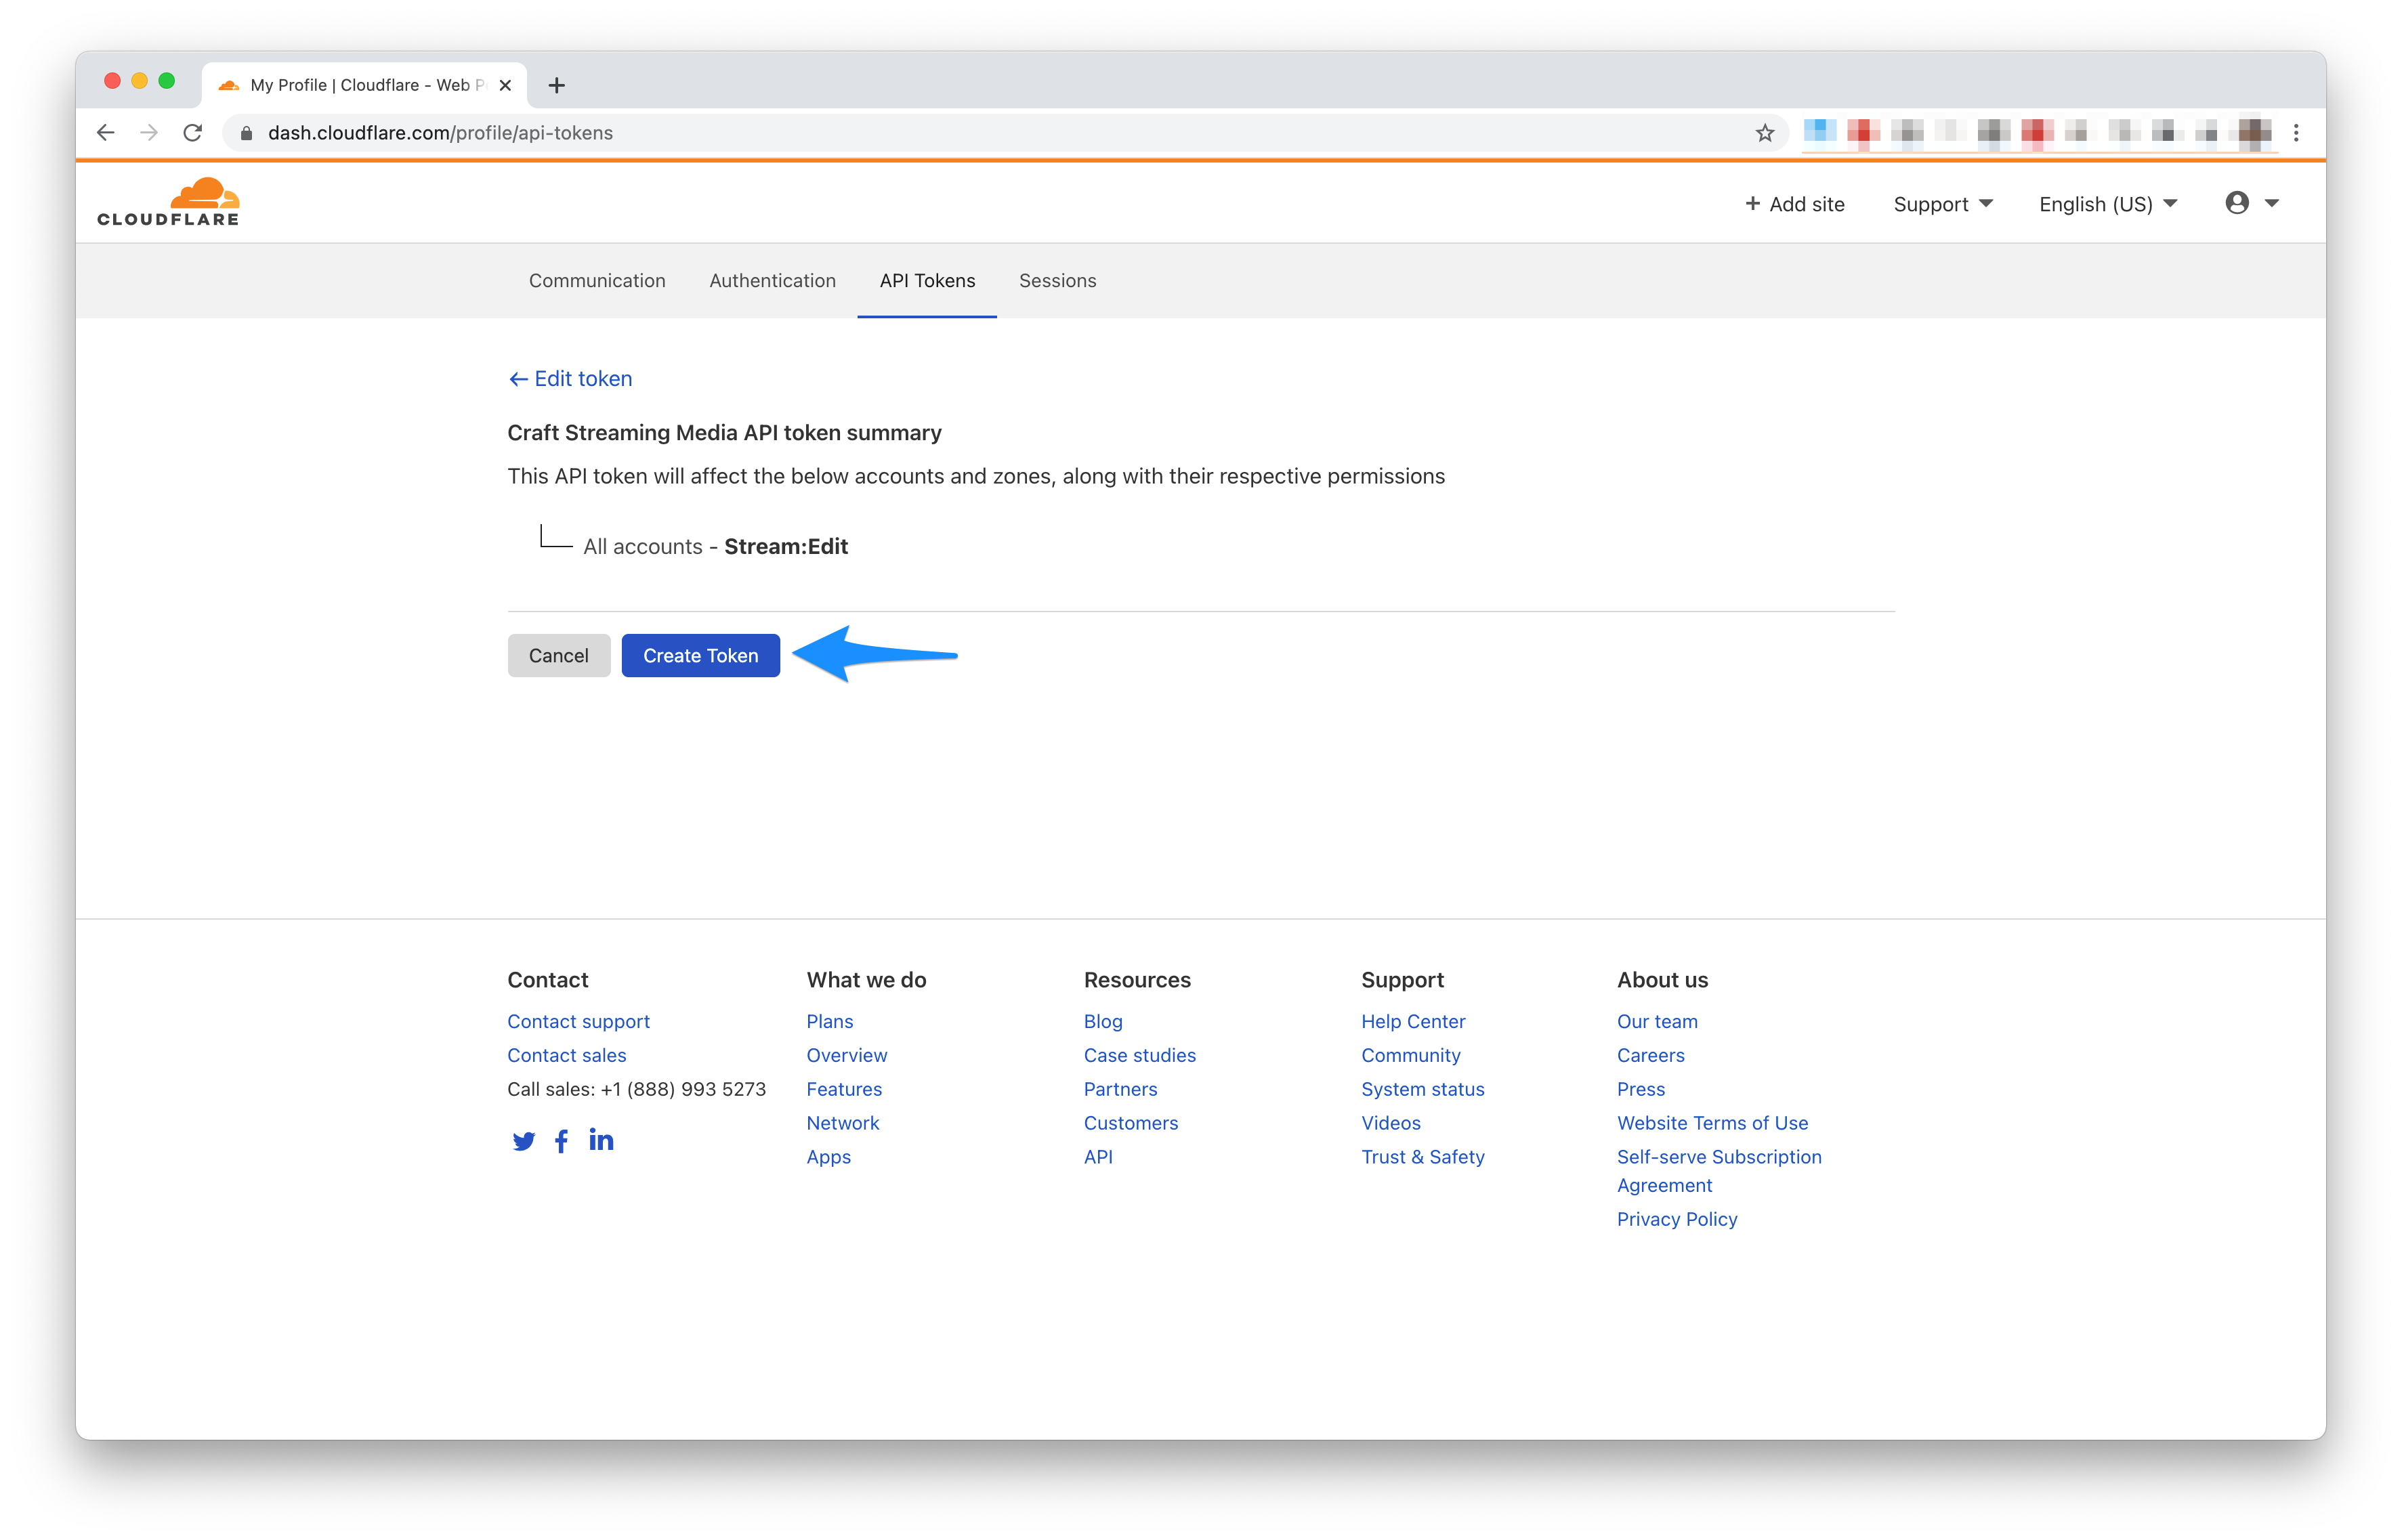 My Profile | Cloudflare - Web P
dash.cloudflare.com/profile/api-tokens
CLOUDFLARE
+ Add site
Support
English (US)
Communication
Authentication
API Tokens
Sessions
← Edit token
Craft Streaming Media API token summary
This API token will affect the below accounts and zones, along with their respective permissions
All accounts - Stream:Edit
Cancel
Create Token
Contact
Contact support
Contact sales
Call sales: +1 (888) 993 5273
What we do
Plans
Overview
Features
Network
Apps
Resources
Blog
Case studies
Partners
Customers
API
Support
Help Center
Community
System status
Videos
Trust & Safety
About us
Our team
Careers
Press
Website Terms of Use
Self-serve Subscription
Agreement
Privacy Policy